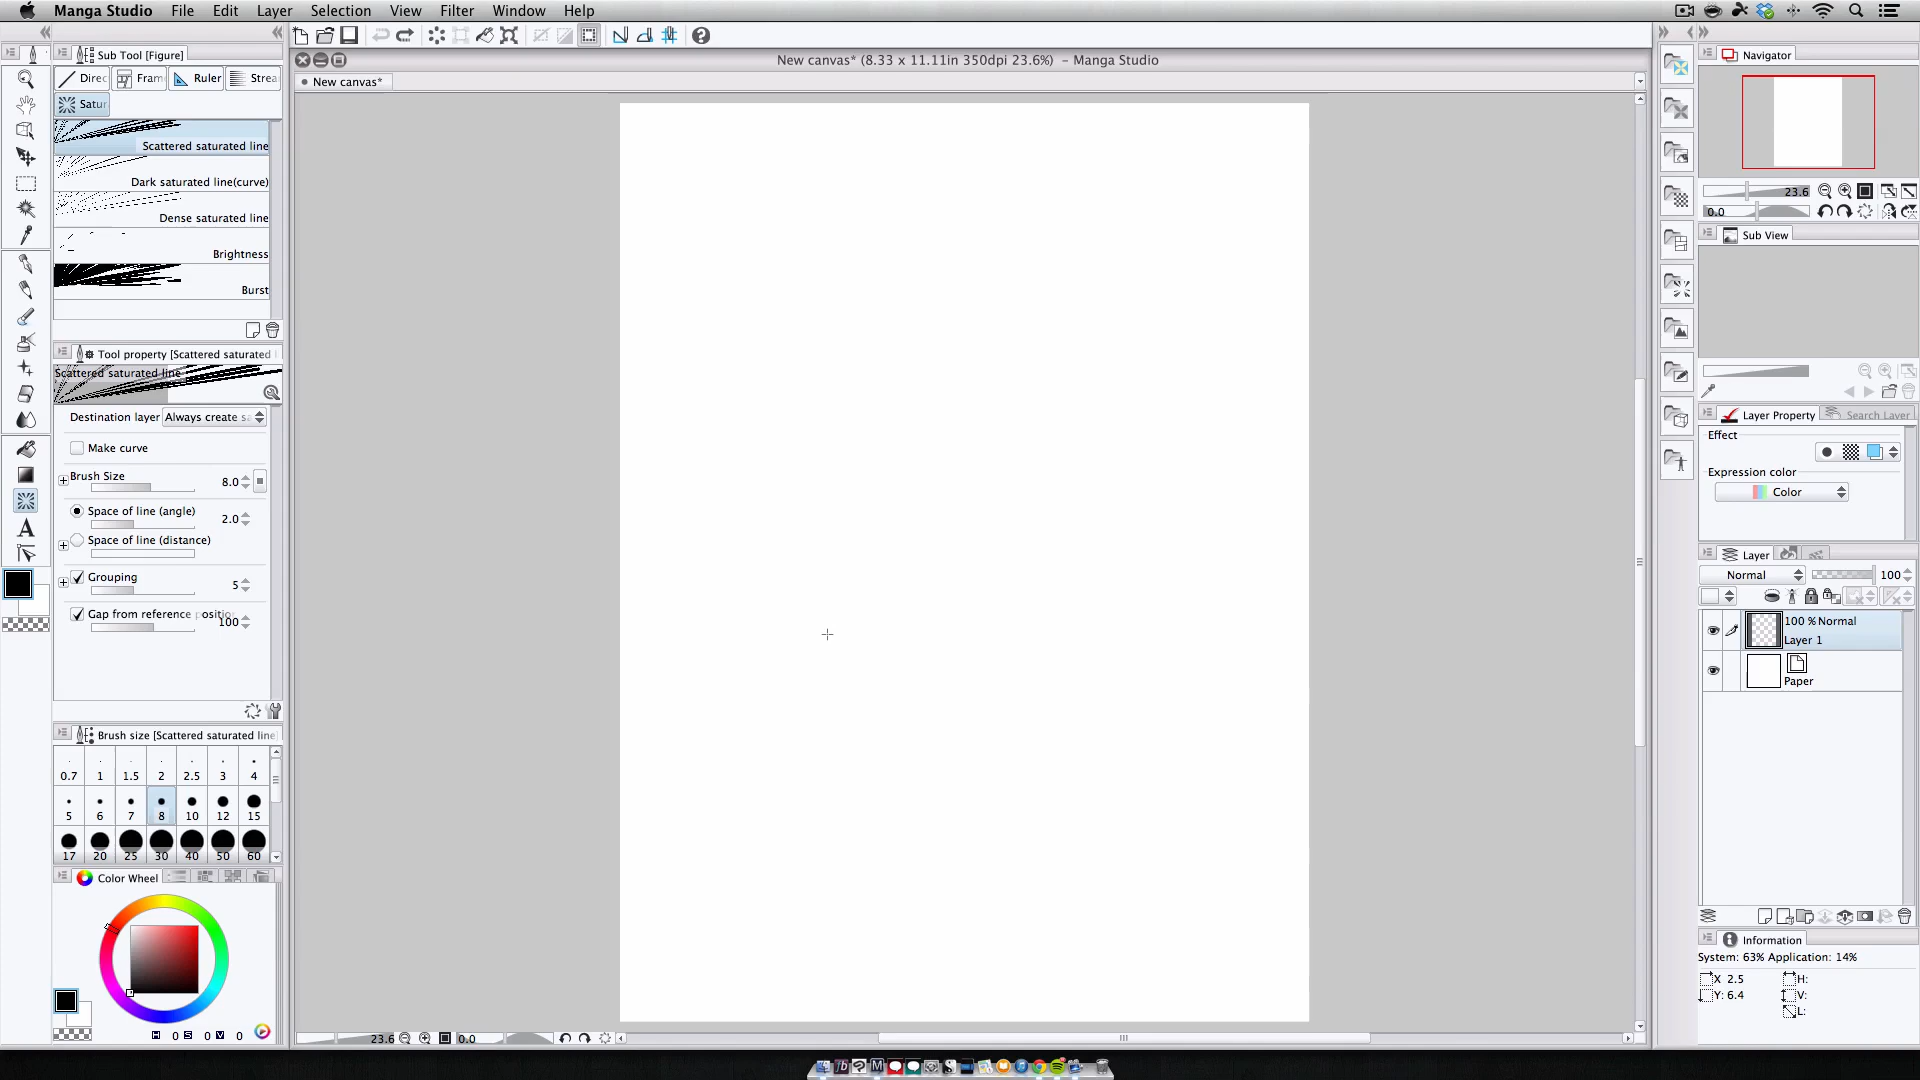 Manga Studio File Edit Layer Selection View Filter Window Help
Sub Tool [Figure]
Direc Fram Ruler Strea
Satur
Scattered saturated line
Dark saturated line(curve)
Dense saturated line
Brightness
Burst
Tool property [Scattered saturated l
Scattered saturated line
Destination layer Always create sa
Make curve
Brush Size 8.0
Space of line (angle) 2.0
Space of line (distance)
Grouping 5
Gap from reference positio 100
Brush size [Scattered saturated line
0.7 1 1.5 2 2.5 3 4
5 6 7 8 10 12 15
17 20 25 30 40 50 60
Color Wheel
H 0 S 0 V 0
New canvas* (8.33 x 11.11in 350dpi 23.6%) - Manga Studio
New canvas*
23.6 0.0
Navigator
23.6
0.0
Sub View
Layer Property Search Layer
Effect
Expression color
Color
Layer
Normal 100
100 % Normal
Layer 1
Paper
Information
System: 63% Application: 14%
X 2.5 H:
Y: 6.4 V:
L: